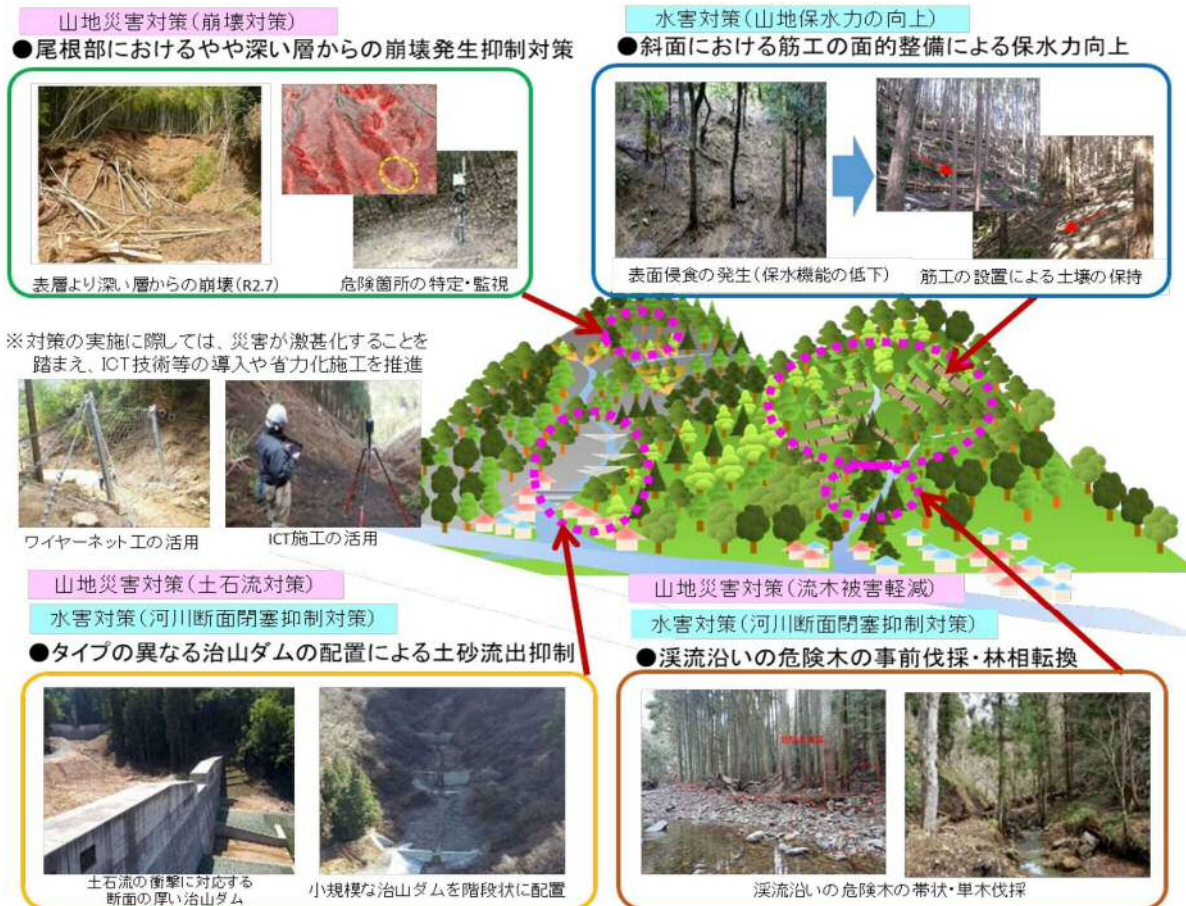 山地災害対策(崩壊対策)
●尾根部におけるやや深い層からの崩壊発生抑制対策
表層より深い層からの崩壊(R2.7)
危険箇所の特定・監視
水害対策(山地保水力の向上)
●斜面における筋工の面的整備による保水力向上
表面侵食の発生(保水機能の低下)
筋工の設置による土壌の保持
※対策の実施に際しては、災害が激甚化することを
踏まえ、ICT技術等の導入や省力化施工を推進
ワイヤーネット工の活用
ICT施工の活用
山地災害対策(土石流対策)
水害対策(河川断面閉塞抑制対策)
●タイプの異なる治山ダムの配置による土砂流出抑制
土石流の衝撃に対応する
断面の厚い治山ダム
小規模な治山ダムを階段状に配置
山地災害対策(流木被害軽減)
水害対策(河川断面閉塞抑制対策)
●渓流沿いの危険木の事前伐採・林相転換
渓流沿いの危険木の帯状・単木伐採